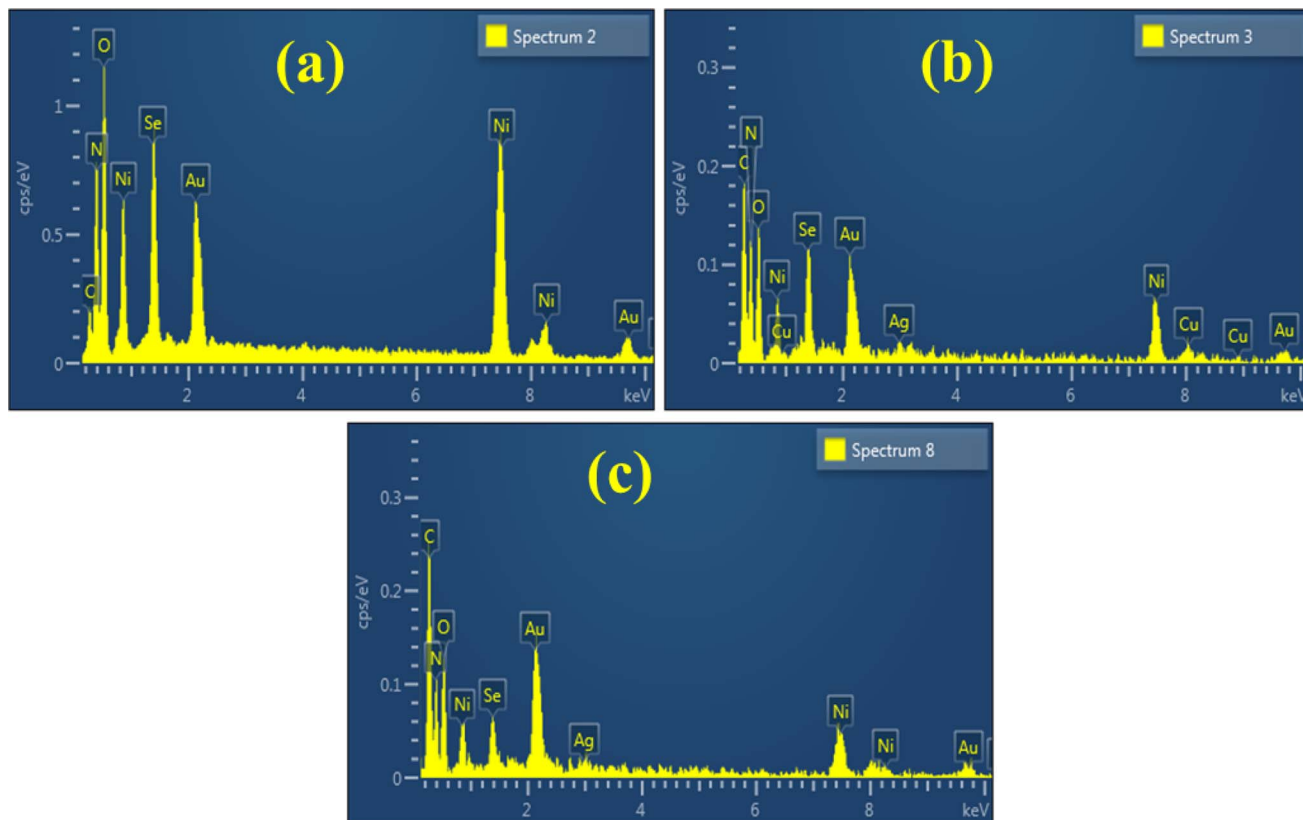 (a)
Spectrum 2
cps/eV
1
0.5
0
C
N
O
Ni
Se
Au
Ni
Ni
Au
2
4
6
8
keV
(b)
Spectrum 3
cps/eV
0.3
0.2
0.1
0
C
N
O
Ni
Cu
Se
Au
Ag
Ni
Cu
Cu
Au
2
4
6
8
keV
(c)
Spectrum 8
cps/eV
0.3
0.2
0.1
0
C
N
O
Ni
Se
Au
Ag
Ni
Ni
Au
2
4
6
8
keV